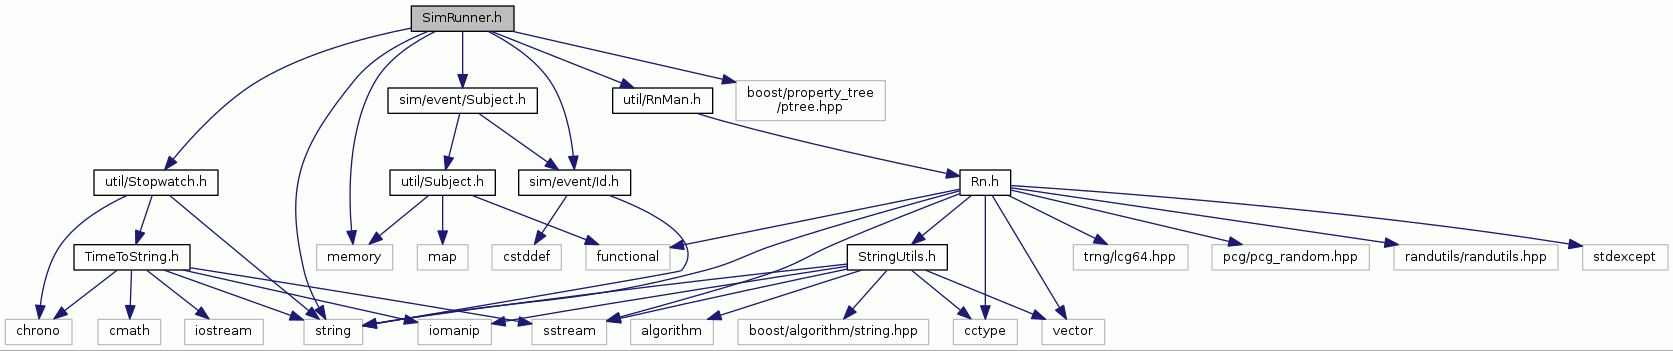 SimRunner.h
sim/event/Subject.h
util/RnMan.h
boost/property_tree
/ptree.hpp
util/Stopwatch.h
util/Subject.h
sim/event/Id.h
Rn.h
TimeToString.h
memory
map
cstddef
functional
StringUtils.h
trng/lcg64.hpp
pcg/pcg_random.hpp
randutils/randutils.hpp
stdexcept
chrono
cmath
iostream
string
iomanip
sstream
algorithm
boost/algorithm/string.hpp
cctype
vector